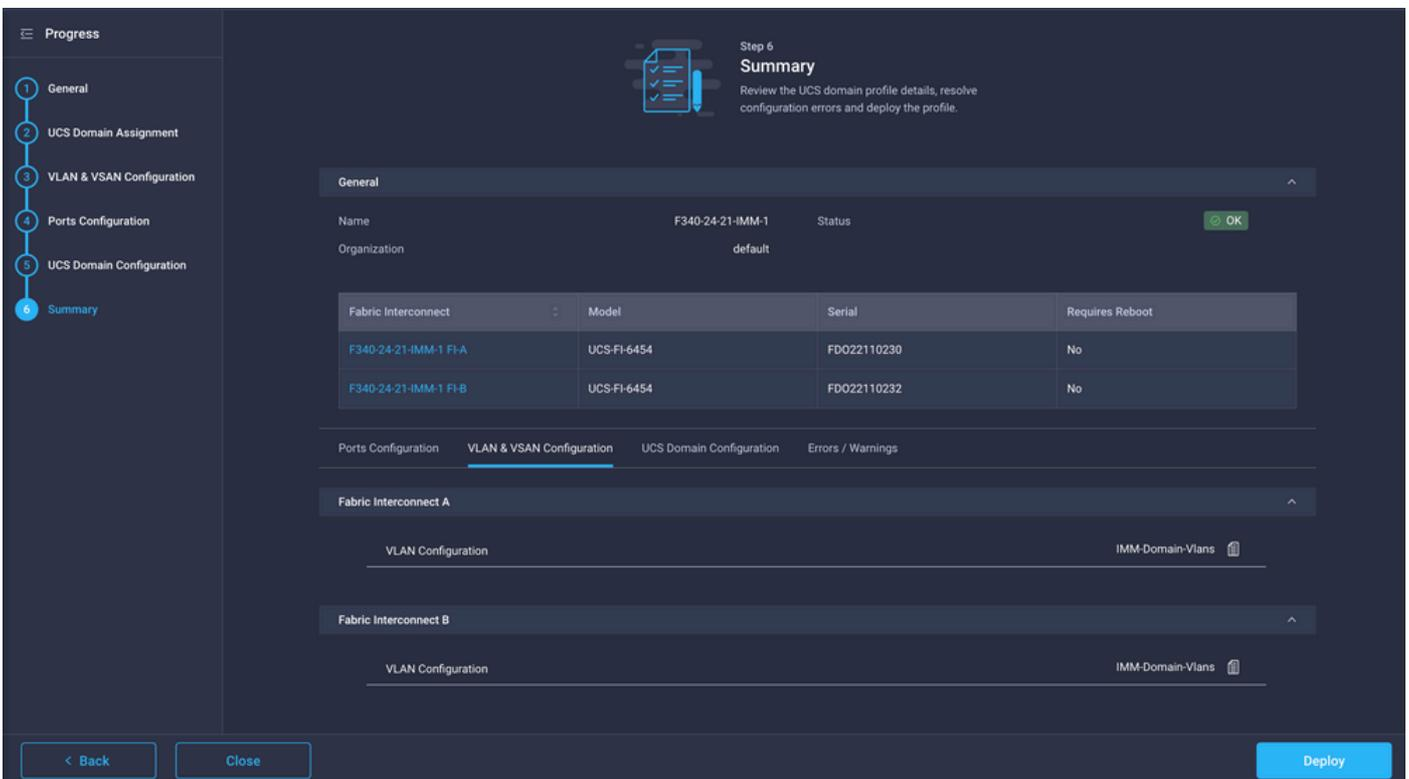 Progress
1 General
2 UCS Domain Assignment
3 VLAN & VSAN Configuration
4 Ports Configuration
5 UCS Domain Configuration
6 Summary
Step 6
Summary
Review the UCS domain profile details, resolve
configuration errors and deploy the profile.
General
Name F340-24-21-IMM-1 Status OK
Organization default
Fabric Interconnect Model Serial Requires Reboot
F340-24-21-IMM-1 FI-A UCS-FI-6454 FDO22110230 No
F340-24-21-IMM-1 FI-B UCS-FI-6454 FDO22110232 No
Ports Configuration VLAN & VSAN Configuration UCS Domain Configuration Errors / Warnings
Fabric Interconnect A
VLAN Configuration IMM-Domain-Vlans
Fabric Interconnect B
VLAN Configuration IMM-Domain-Vlans
< Back Close Deploy